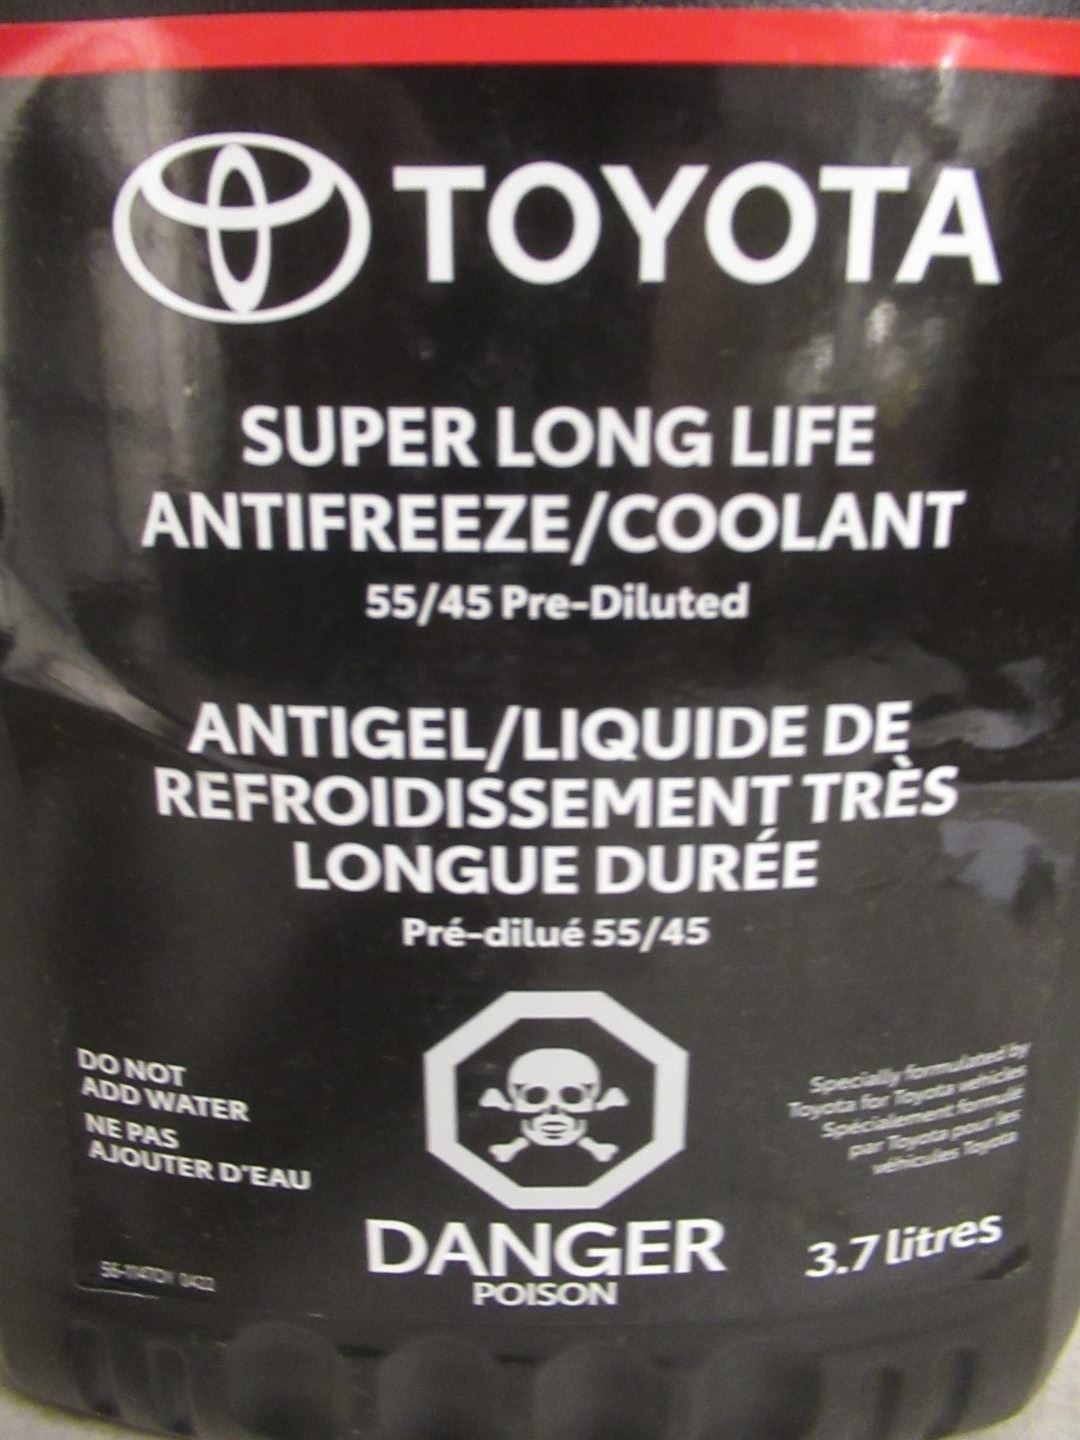 TOYOTA
SUPER LONG LIFE
ANTIFREEZE/COOLANT
55/45 Pre-Diluted
ANTIGEL/LIQUIDE DE
REFROIDISSEMENT TRÈS
LONGUE DURÉE
Pré-dilué 55/45
DO NOT
ADD WATER
NE PAS
AJOUTER D'EAU
Specially formulated by
Toyota for Toyota vehicles
Spécialement formulé
par Toyota pour les
véhicules Toyota
DANGER
POISON
3.7 litres
0422